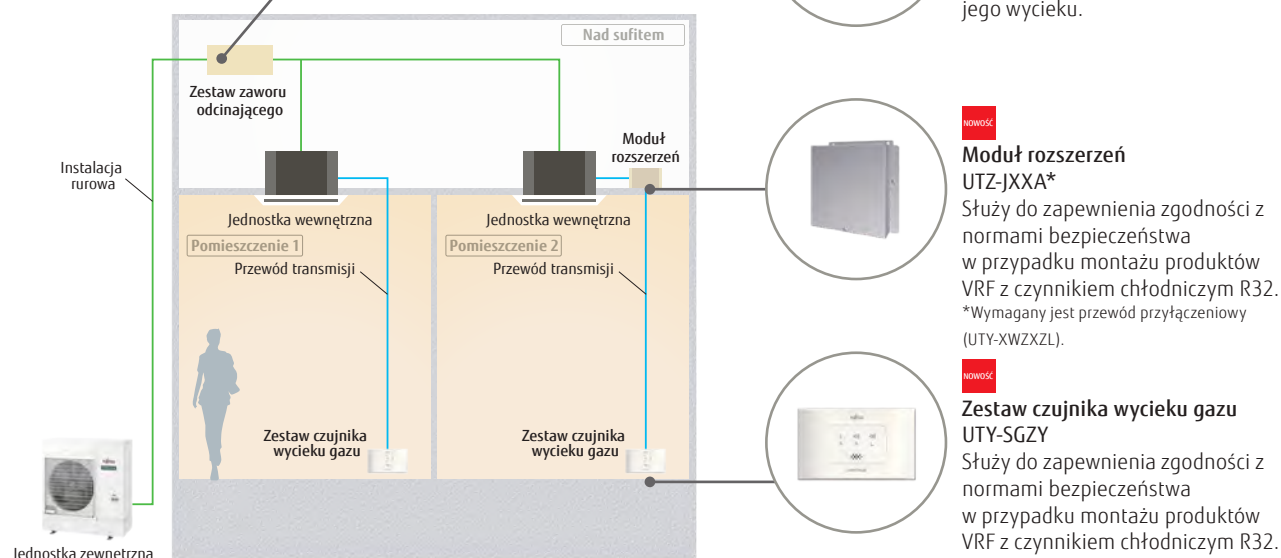 jego wycieku.
Nad sufitem
Zestaw zaworu
odcinającego
Moduł
rozszerzeń
Instalacja
rurowa
Jednostka wewnętrzna
Jednostka wewnętrzna
Pomieszczenie 1
Pomieszczenie 2
Przewód transmisji
Przewód transmisji
Zestaw czujnika
wycieku gazu
Zestaw czujnika
wycieku gazu
Jednostka zewnętrzna
NOWOŚĆ
Moduł rozszerzeń
UTZ-JXXA*
Służy do zapewnienia zgodności z
normami bezpieczeństwa
w przypadku montażu produktów
VRF z czynnikiem chłodniczym R32.
*Wymagany jest przewód przyłączeniowy
(UTY-XWZXZL).
NOWOŚĆ
Zestaw czujnika wycieku gazu
UTY-SGZY
Służy do zapewnienia zgodności z
normami bezpieczeństwa
w przypadku montażu produktów
VRF z czynnikiem chłodniczym R32.